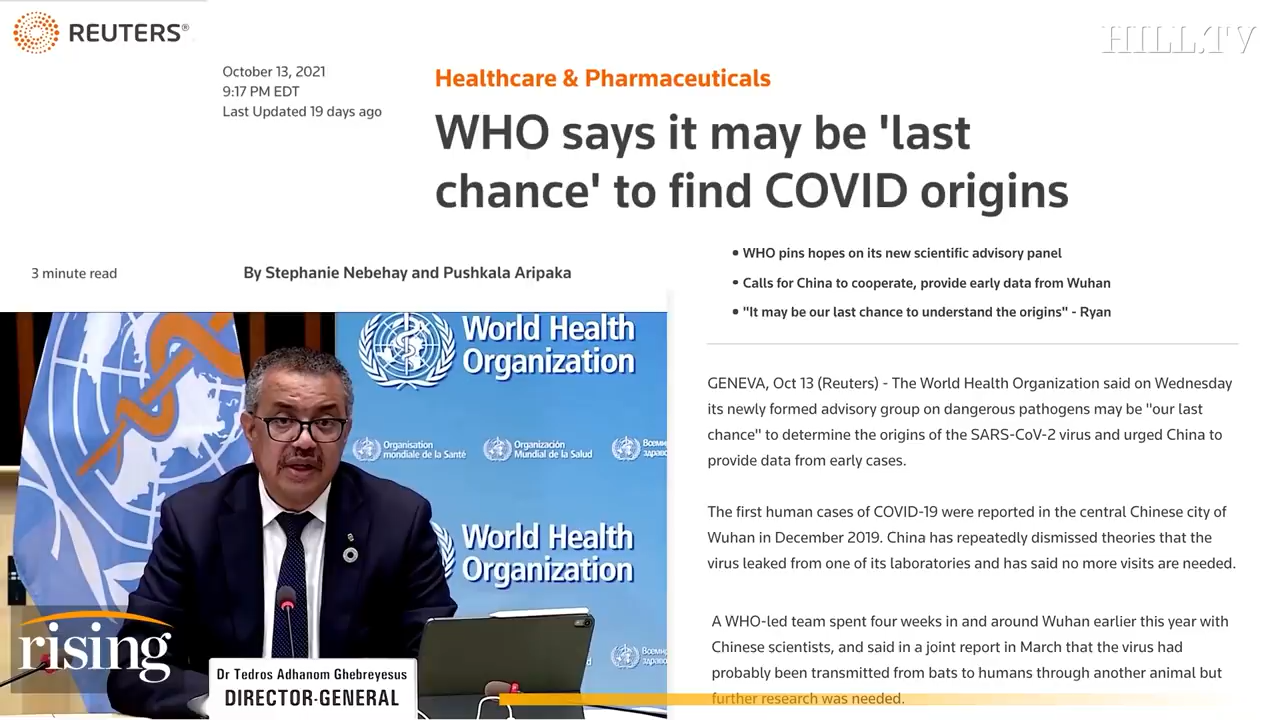 REUTERS®
HILL.TV
October 13, 2021
9:17 PM EDT
Last Updated 19 days ago
Healthcare & Pharmaceuticals
WHO says it may be 'last
chance' to find COVID origins
3 minute read
By Stephanie Nebehay and Pushkala Aripaka
• WHO pins hopes on its new scientific advisory panel
• Calls for China to cooperate, provide early data from Wuhan
• "It may be our last chance to understand the origins" - Ryan
GENEVA, Oct 13 (Reuters) - The World Health Organization said on Wednesday
its newly formed advisory group on dangerous pathogens may be "our last
chance" to determine the origins of the SARS-CoV-2 virus and urged China to
provide data from early cases.
The first human cases of COVID-19 were reported in the central Chinese city of
Wuhan in December 2019. China has repeatedly dismissed theories that the
virus leaked from one of its laboratories and has said no more visits are needed.
A WHO-led team spent four weeks in and around Wuhan earlier this year with
Chinese scientists, and said in a joint report in March that the virus had
probably been transmitted from bats to humans through another animal but
further research was needed.
World Health
Organization
Organisation
mondiale de la Santé
Organización
Mundial de la Salud
World Health
Organization
rising
Dr Tedros Adhanom Ghebreyesus
DIRECTOR-GENERAL